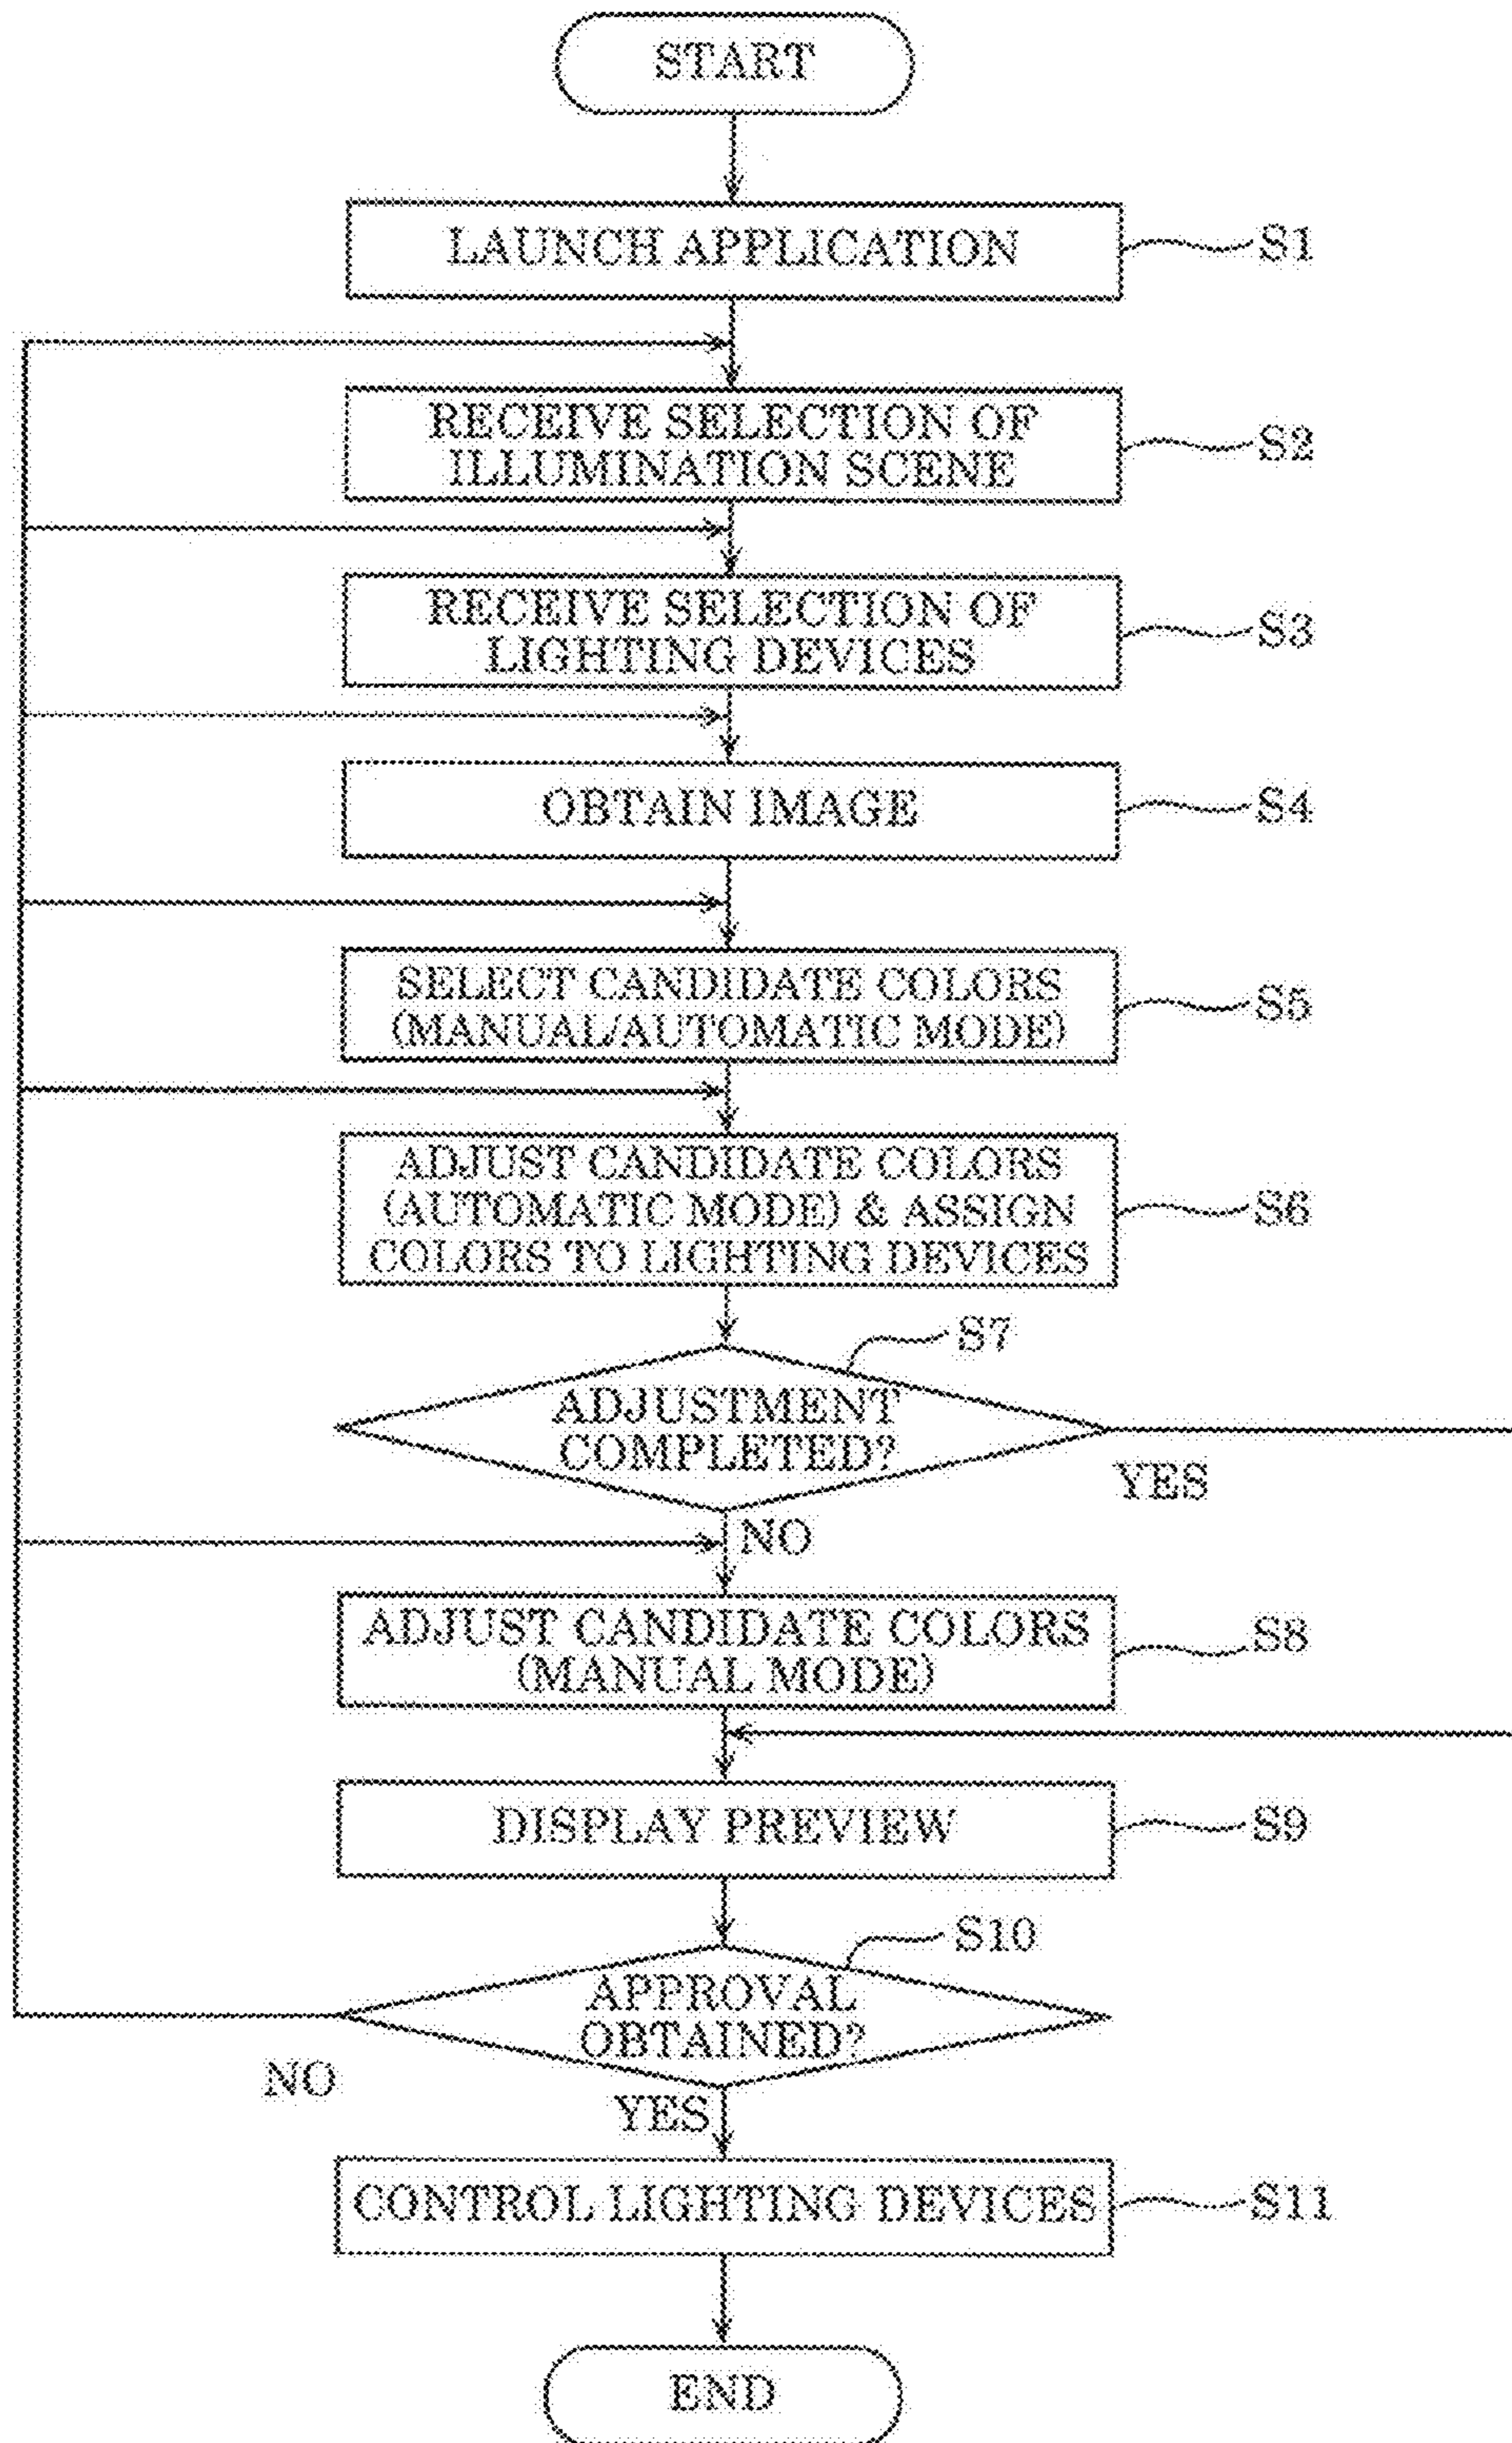 START
LAUNCH APPLICATION
S1
RECEIVE SELECTION OF
ILLUMINATION SCENE
S2
RECEIVE SELECTION OF
LIGHTING DEVICES
S3
OBTAIN IMAGE
S4
SELECT CANDIDATE COLORS
(MANUAL/AUTOMATIC MODE)
S5
ADJUST CANDIDATE COLORS
(AUTOMATIC MODE) & ASSIGN
COLORS TO LIGHTING DEVICES
S6
S7
ADJUSTMENT
COMPLETED?
YES
NO
ADJUST CANDIDATE COLORS
(MANUAL MODE)
S8
DISPLAY PREVIEW
S9
S10
APPROVAL
OBTAINED?
NO
YES
CONTROL LIGHTING DEVICES
S11
END